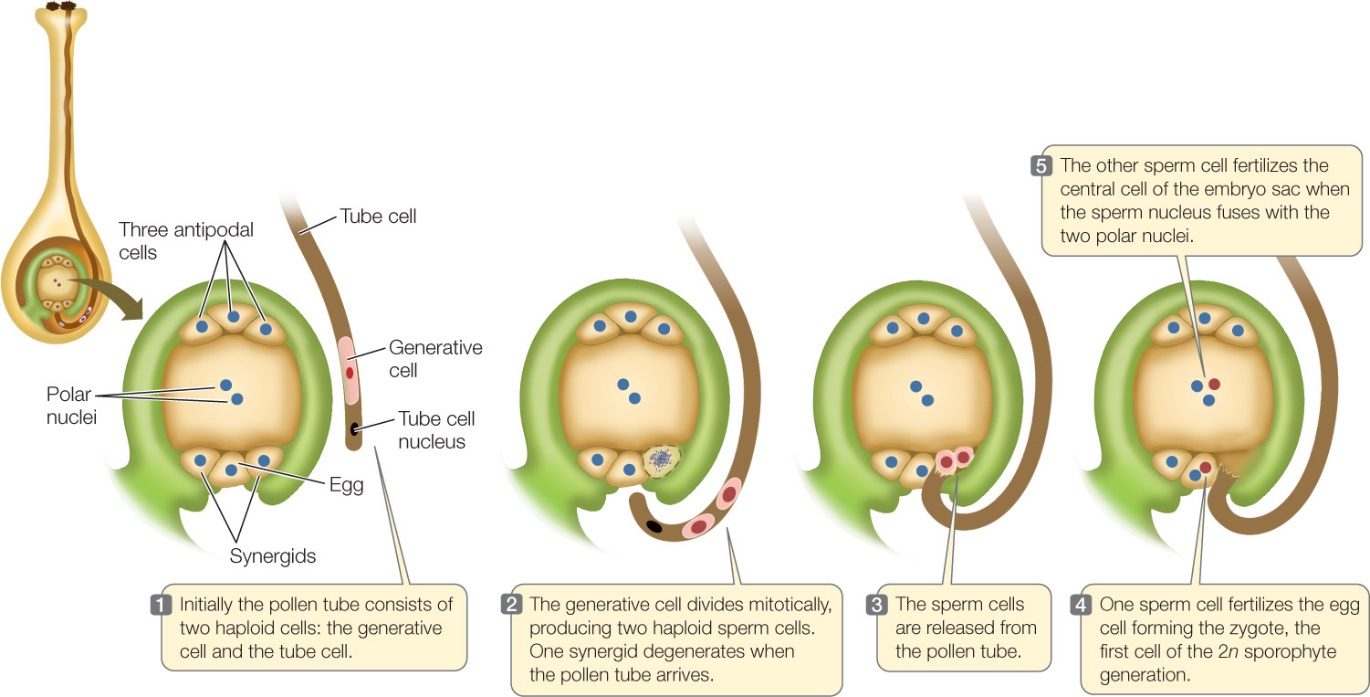 Three antipodal
cells
Tube cell
Generative
cell
Polar
nuclei
Tube cell
nucleus
Egg
Synergids
1 Initially the pollen tube consists of
two haploid cells: the generative
cell and the tube cell.
2 The generative cell divides mitotically,
producing two haploid sperm cells.
One synergid degenerates when
the pollen tube arrives.
3 The sperm cells
are released from
the pollen tube.
4 One sperm cell fertilizes the egg
cell forming the zygote, the
first cell of the 2n sporophyte
generation.
5 The other sperm cell fertilizes the
central cell of the embryo sac when
the sperm nucleus fuses with the
two polar nuclei.